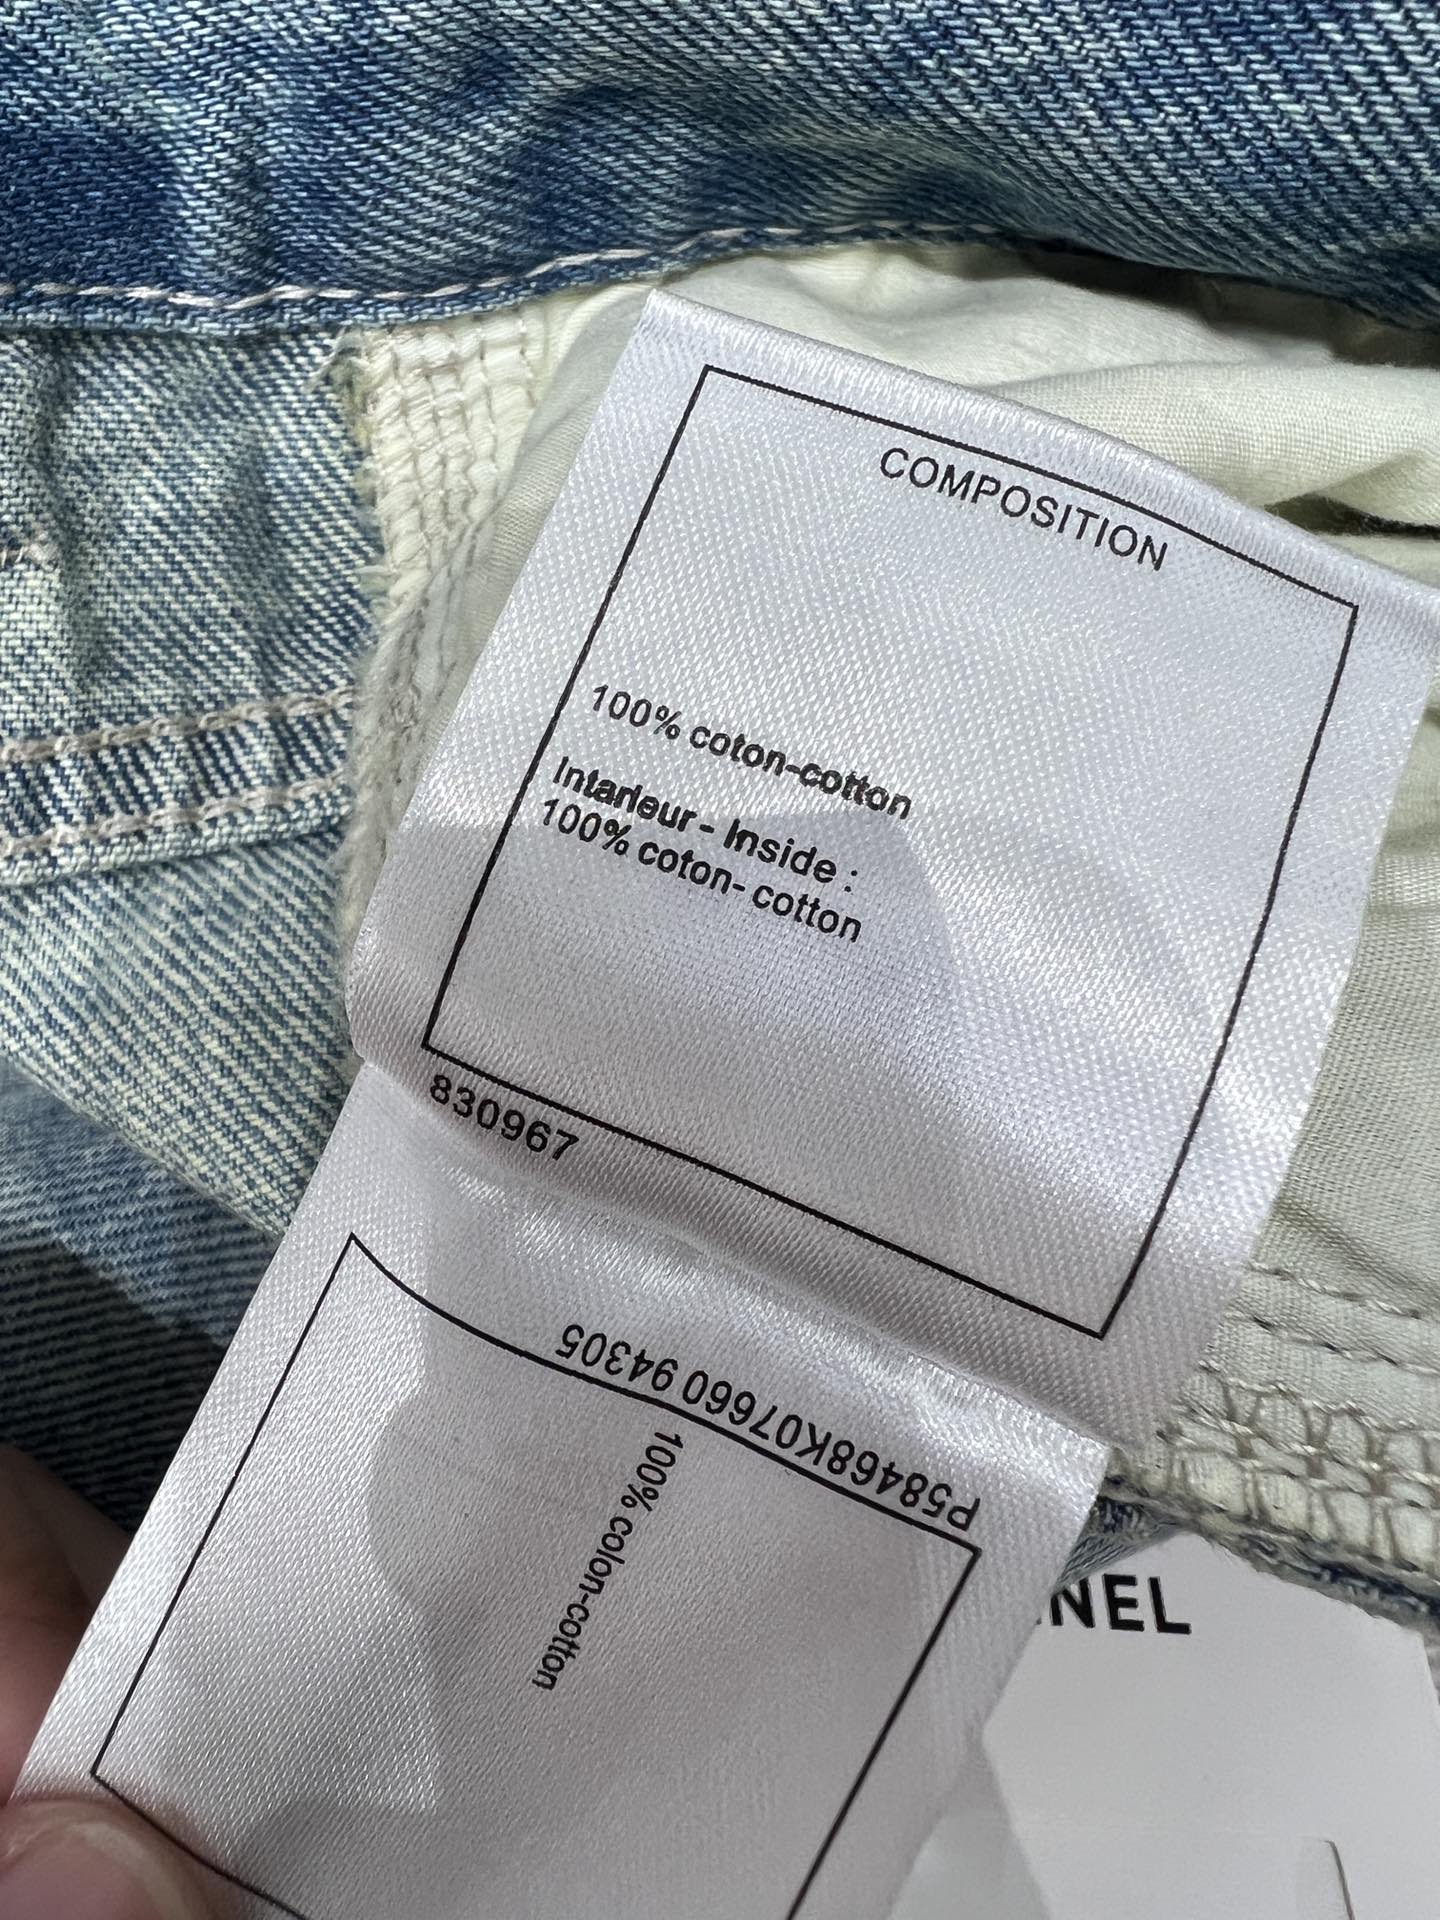 COMPOSITION
100% coton-cotton
Intarieur - Inside :
100% coton- cotton
830967
P58468K07660 94305
100% colon-cotton
NEL